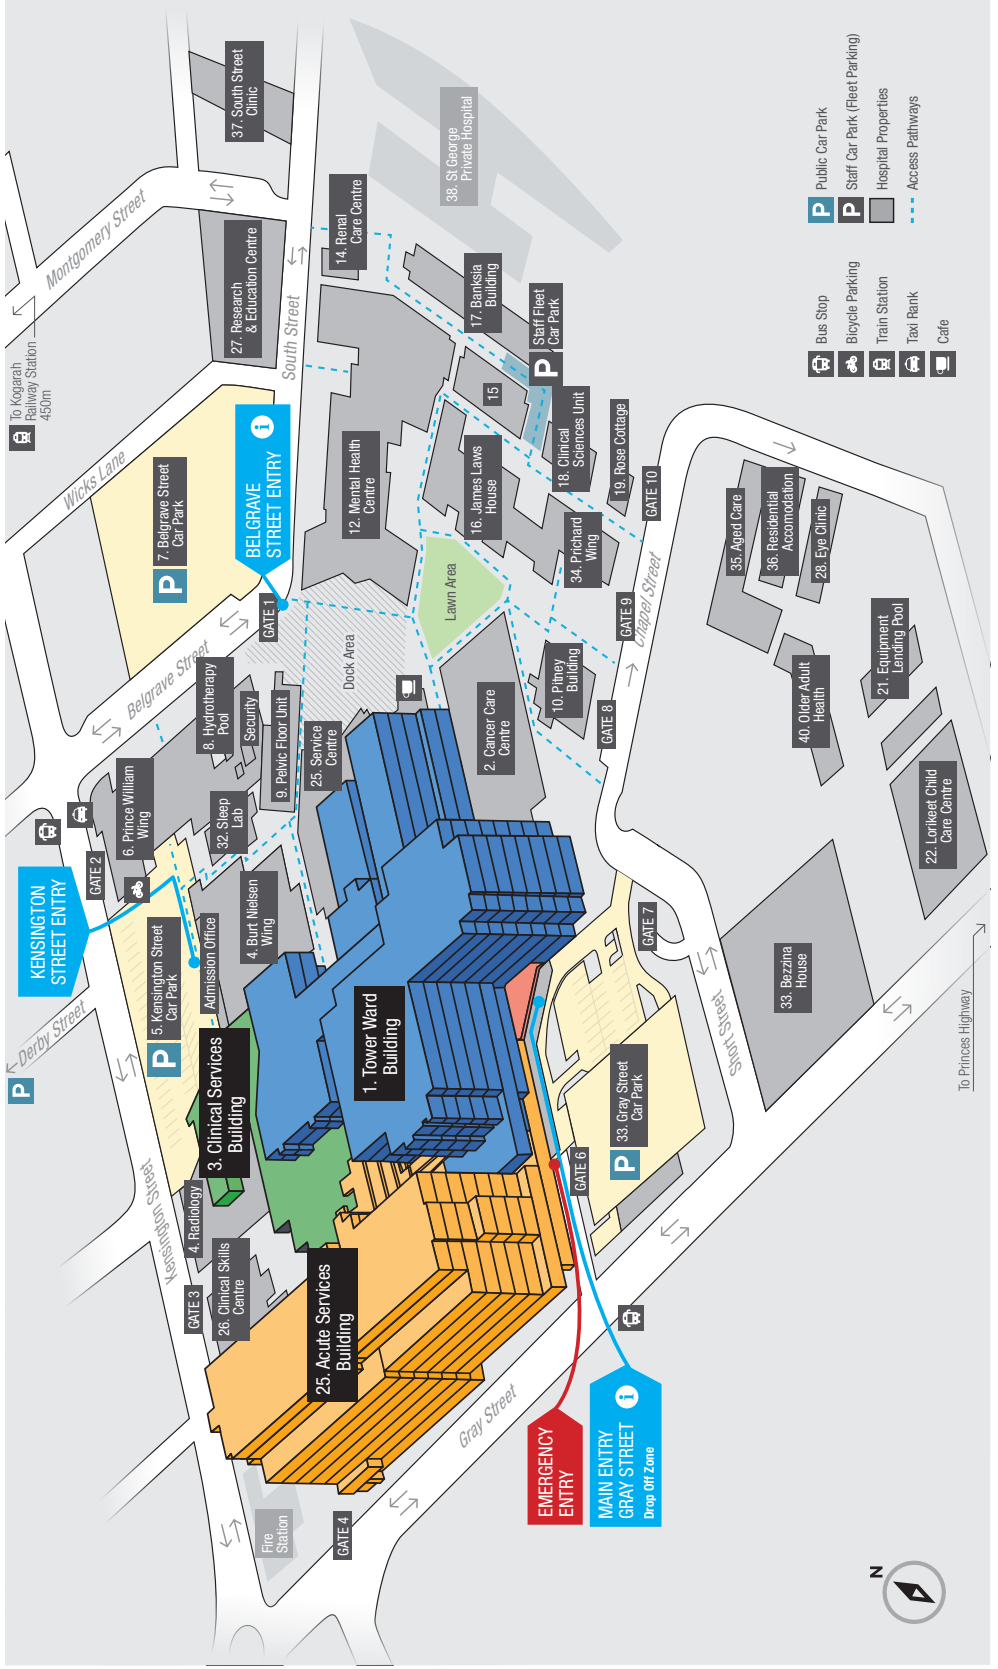 To Kogarah
Railway Station
450m
Montgomery Street
Wicks Lane
37. South Street
Clinic
27. Research
& Education Centre
South Street
14. Renal
Care Centre
38. St George
Private Hospital
P
7. Belgrave Street
Car Park
BELGRAVE
STREET ENTRY
i
GATE 1
Belgrave Street
12. Mental Health
Centre
17. Banksia
Building
P
Staff Fleet
Car Park
15
16. James Laws
House
18. Clinical
Sciences Unit
19. Rose Cottage
GATE 10
34. Prichard
Wing
Lawn Area
Dock Area
GATE 9
Chapel Street
10. Pitney
Building
GATE 8
2. Cancer Care
Centre
8. Hydrotherapy
Pool
Security
9. Pelvic Floor Unit
25. Service
Centre
6. Prince William
Wing
32. Sleep
Lab
GATE 2
KENSINGTON
STREET ENTRY
4. Burt Nielsen
Wing
Admission Office
P
5. Kensington Street
Car Park
Derby Street
P
3. Clinical Services
Building
1. Tower Ward
Building
4. Radiology
Kensington Street
GATE 3
26. Clinical Skills
Centre
25. Acute Services
Building
Fire
Station
GATE 4
Gray Street
EMERGENCY
ENTRY
MAIN ENTRY
GRAY STREET
Drop Off Zone
i
GATE 6
P
33. Gray Street
Car Park
GATE 7
Short Street
33. Bezzina
House
To Princes Highway
22. Lorikeet Child
Care Centre
21. Equipment
Lending Pool
40. Older Adult
Health
35. Aged Care
36. Residential
Accomodation
28. Eye Clinic
Bus Stop
Bicycle Parking
Train Station
Taxi Rank
Cafe
P Public Car Park
P Staff Car Park (Fleet Parking)
Hospital Properties
Access Pathways
N